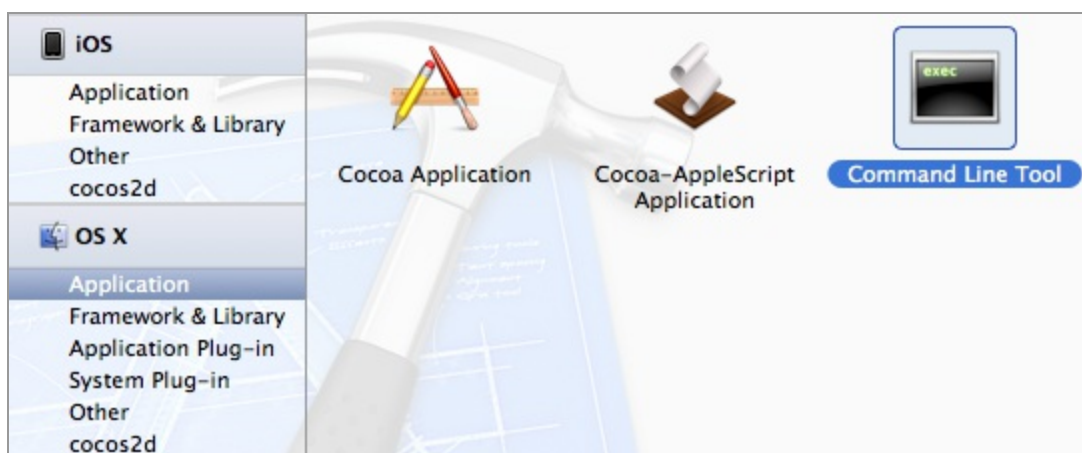 iOS
Application
Framework & Library
Other
cocos2d
OS X
Application
Framework & Library
Application Plug-in
System Plug-in
Other
cocos2d
Cocoa Application
Cocoa-AppleScript
Application
exec
Command Line Tool